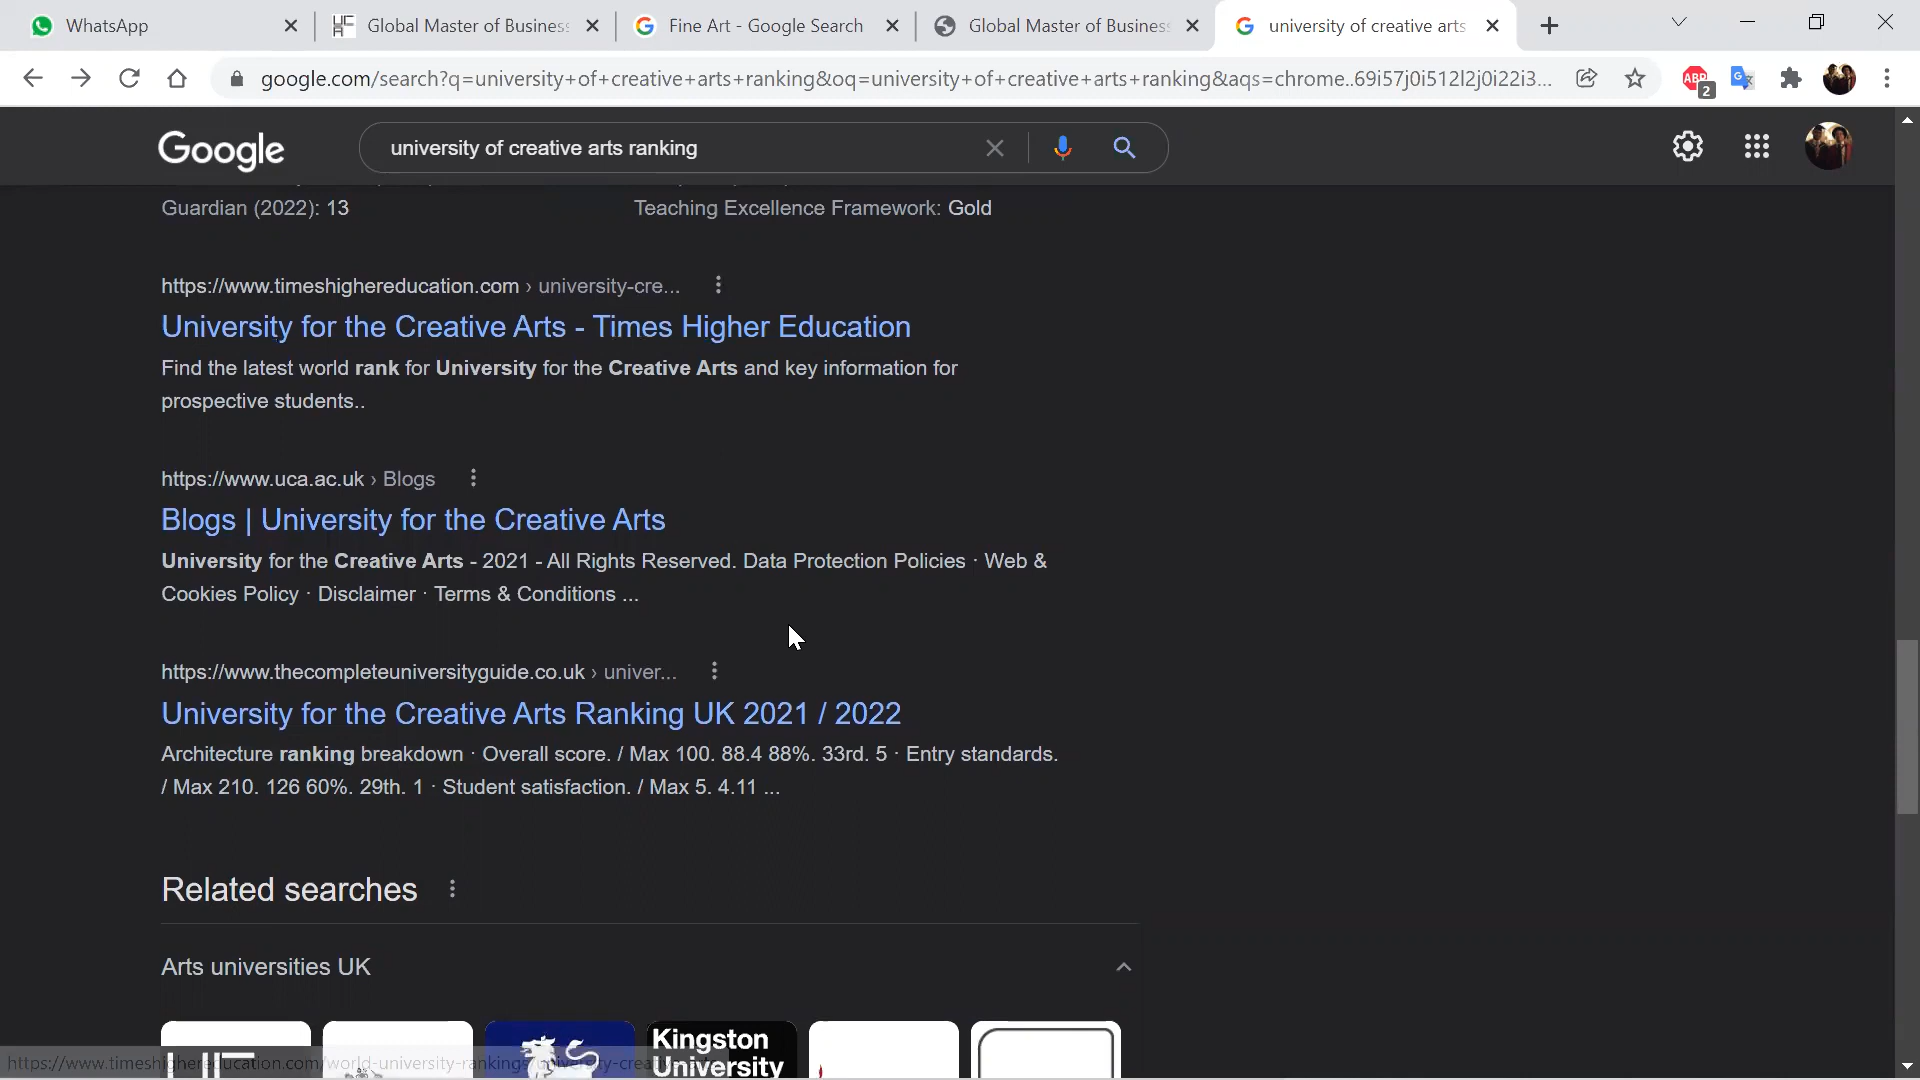 WhatsApp
Global Master of Business
Fine Art - Google Search
Global Master of Business
university of creative arts
google.com/search?q=university+of+creative+arts+ranking&oq=university+of+creative+arts+ranking&aqs=chrome..69i57j0i512l2j0i22i3...
ABP
2
Google
university of creative arts ranking
Guardian (2022): 13
Teaching Excellence Framework: Gold
https://www.timeshighereducation.com › university-cre...
University for the Creative Arts - Times Higher Education
Find the latest world rank for University for the Creative Arts and key information for
prospective students..
https://www.uca.ac.uk › Blogs
Blogs | University for the Creative Arts
University for the Creative Arts - 2021 - All Rights Reserved. Data Protection Policies · Web &
Cookies Policy · Disclaimer · Terms & Conditions ...
https://www.thecompleteuniversityguide.co.uk › univer...
University for the Creative Arts Ranking UK 2021 / 2022
Architecture ranking breakdown · Overall score. / Max 100. 88.4 88%. 33rd. 5 · Entry standards.
/ Max 210. 126 60%. 29th. 1 · Student satisfaction. / Max 5. 4.11 ...
Related searches
Arts universities UK
Kingston
University
https://www.timeshighereducation.com/world-university-rankings/university-creative-arts